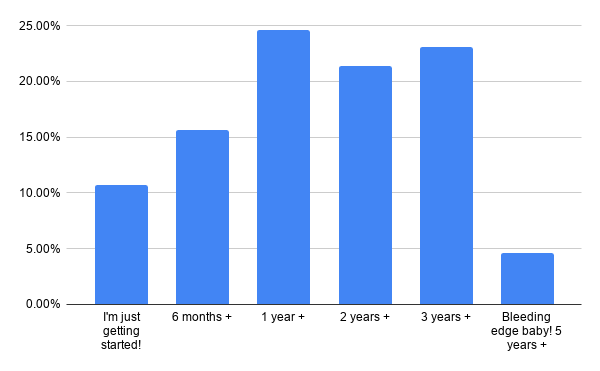 25.00%
20.00%
15.00%
10.00%
5.00%
0.00%
I'm just
getting
started!
6 months +
1 year +
2 years +
3 years +
Bleeding
edge baby! 5
years +